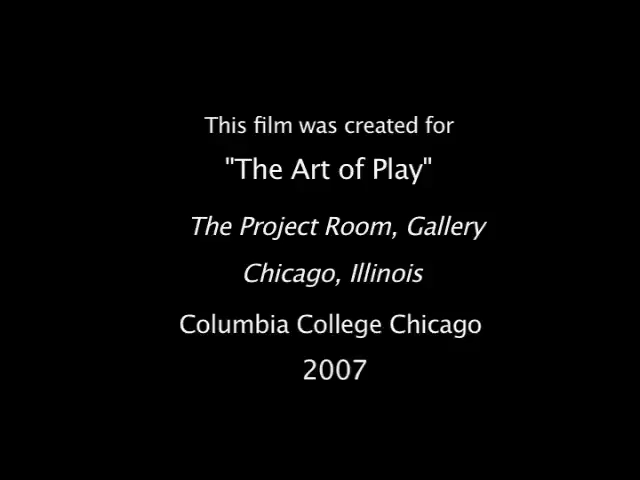 This film was created for
"The Art of Play"
The Project Room, Gallery
Chicago, Illinois
Columbia College Chicago
2007